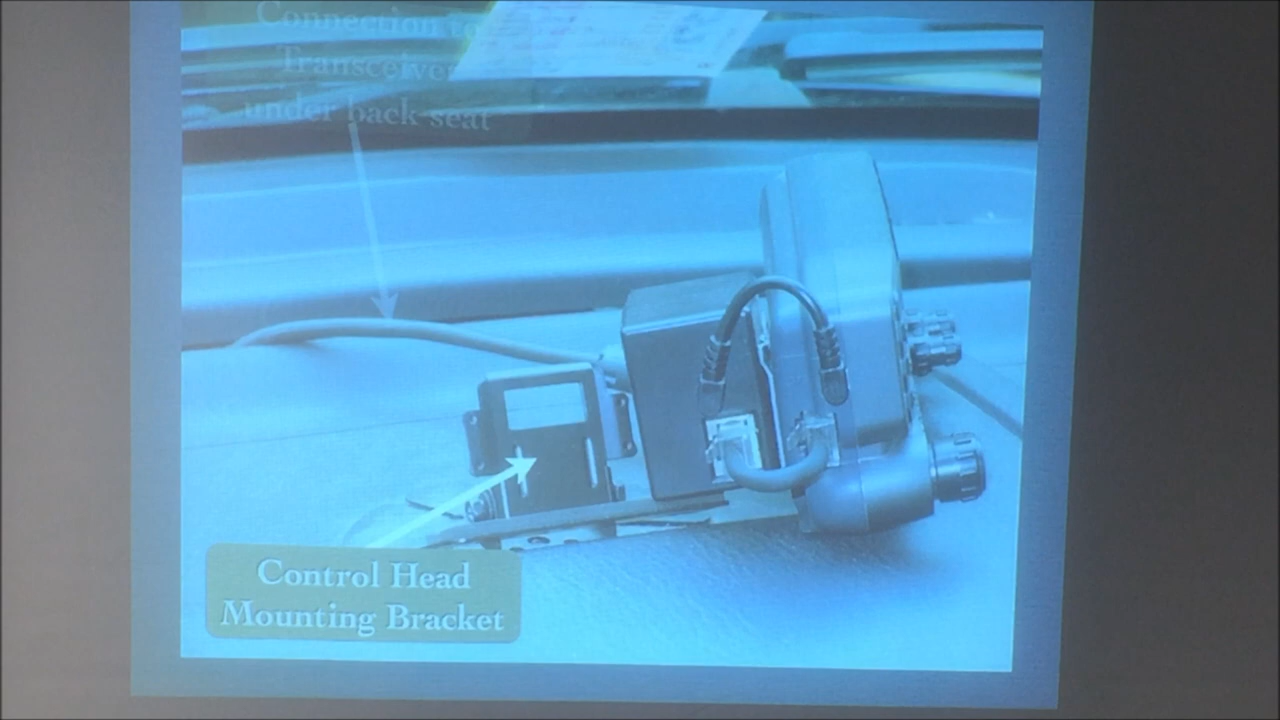 Connection to
Transceiver
under back seat
Control Head
Mounting Bracket